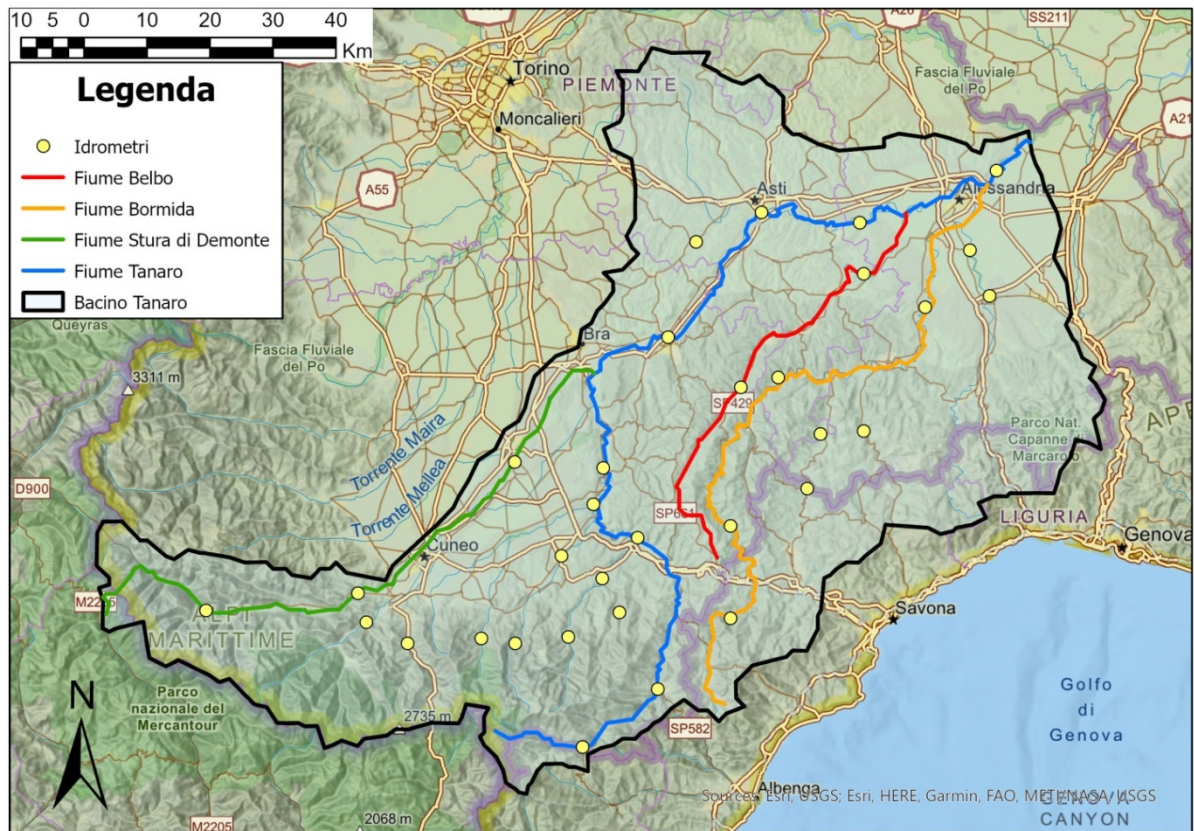 10 5 0 10 20 30 40
Km
Legenda
Idrometri
Fiume Belbo
Fiume Bormida
Fiume Stura di Demonte
Fiume Tanaro
Bacino Tanaro
A26
SS211
Torino
PIEMONTE
Fascia Fluviale
del Po
Moncalieri
A21
A55
Asti
Alessandria
Queyras
Bra
Fascia Fluviale
del Po
3311 m
SP429
Parco Nat.
Capanne di
Marcarolo
APE
Torrente Maira
Torrente Mellea
D900
SP661
LIGURIA
Genova
Cuneo
M2205
Savona
ALPI
MARITTIME
N
Parco
nazionale del
Mercantour
2735 m
SP582
Golfo
di
Genova
Albenga
Sources: Esri, USGS; Esri, HERE, Garmin, FAO, METI/NASA, USGS
GENOVA
CANYON
M2205
2068 m